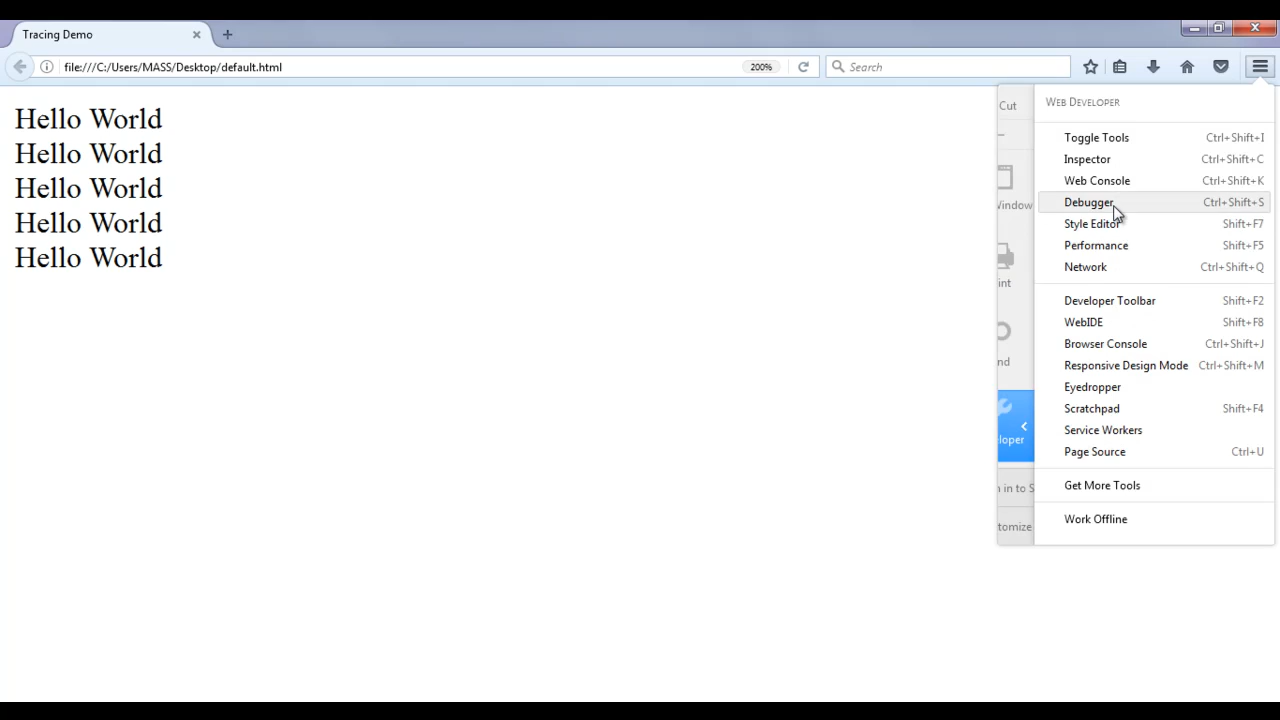 Tracing Demo
file:///C:/Users/MASS/Desktop/default.html 200% Search
Hello World
Hello World
Hello World
Hello World
Hello World
Cut
Window
int
nd
loper
n in to S
tomize
WEB DEVELOPER
Toggle Tools Ctrl+Shift+I
Inspector Ctrl+Shift+C
Web Console Ctrl+Shift+K
Debugger Ctrl+Shift+S
Style Editor Shift+F7
Performance Shift+F5
Network Ctrl+Shift+Q
Developer Toolbar Shift+F2
WebIDE Shift+F8
Browser Console Ctrl+Shift+J
Responsive Design Mode Ctrl+Shift+M
Eyedropper
Scratchpad Shift+F4
Service Workers
Page Source Ctrl+U
Get More Tools
Work Offline